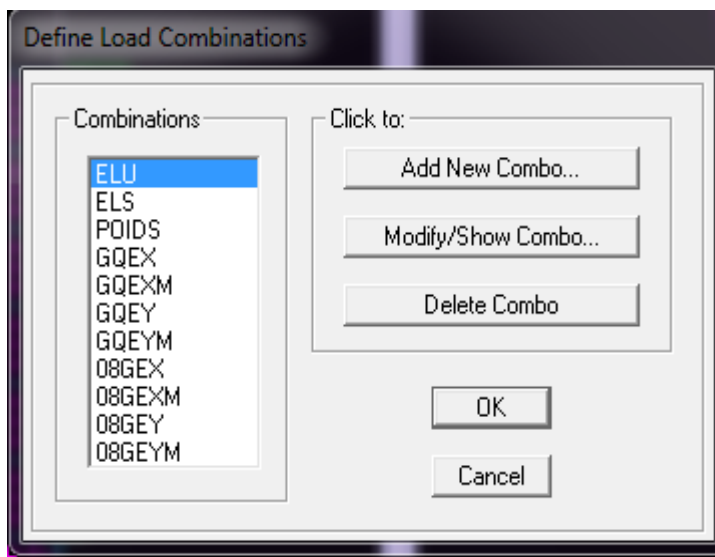 Define Load Combinations
Combinations
ELU
ELS
POIDS
GQEX
GQEXM
GQEY
GQEYM
08GEX
08GEXM
08GEY
08GEYM
Click to:
Add New Combo...
Modify/Show Combo...
Delete Combo
OK
Cancel